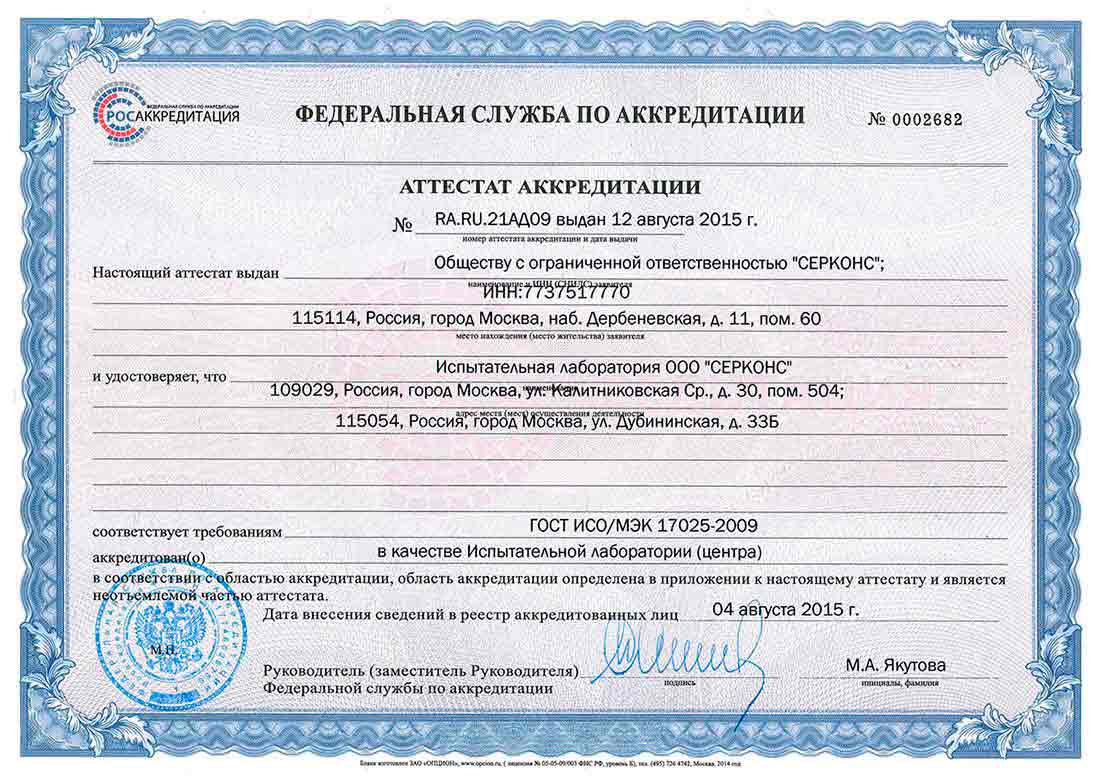 ФЕДЕРАЛЬНАЯ СЛУЖБА ПО АККРЕДИТАЦИИ
РОСАККРЕДИТАЦИЯ
ФЕДЕРАЛЬНАЯ СЛУЖБА ПО АККРЕДИТАЦИИ
№ 0002682
АТТЕСТАТ АККРЕДИТАЦИИ
№ RA.RU.21АД09 выдан 12 августа 2015 г.
номер аттестата аккредитации и дата выдачи
Настоящий аттестат выдан Обществу с ограниченной ответственностью "СЕРКОНС";
наименование и ИНН (СНИЛС) заявителя
ИНН:7737517770
115114, Россия, город Москва, наб. Дербеневская, д. 11, пом. 60
место нахождения (место жительства) заявителя
и удостоверяет, что Испытательная лаборатория ООО "СЕРКОНС"
наименование
109029, Россия, город Москва, ул. Калитниковская Ср., д. 30, пом. 504;
адрес места (мест) осуществления деятельности
115054, Россия, город Москва, ул. Дубининская, д. 33Б
соответствует требованиям ГОСТ ИСО/МЭК 17025-2009
аккредитован(о) в качестве Испытательной лаборатории (центра)
в соответствии с областью аккредитации, область аккредитации определена в приложении к настоящему аттестату и является
неотъемлемой частью аттестата.
Дата внесения сведений в реестр аккредитованных лиц 04 августа 2015 г.
М.П.
Руководитель (заместитель Руководителя)
Федеральной службы по аккредитации
подпись
М.А. Якутова
инициалы, фамилия
Бланк изготовлен ЗАО «ОПЦИОН», www.opcion.ru, ( лицензия № 05-05-09/003 ФНС РФ, уровень Б), тел. (495) 726 4742, Москва, 2014 год